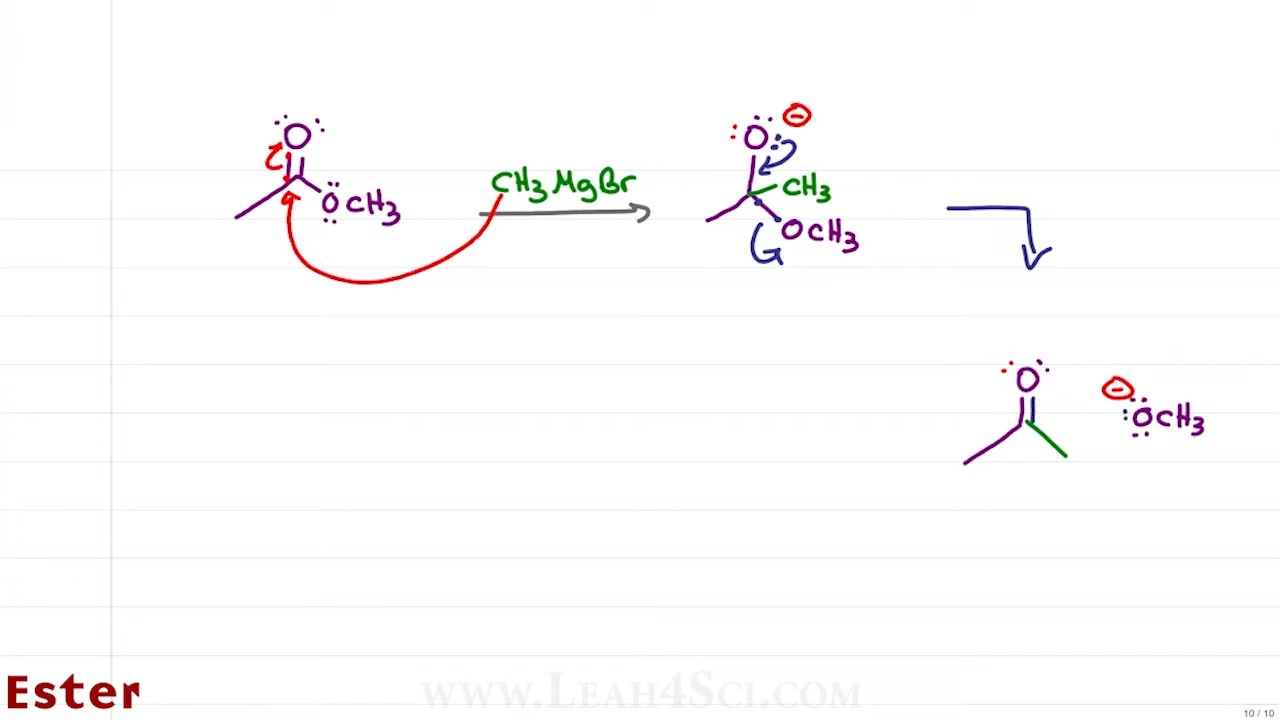 O
OCH3
CH3MgBr
O
CH3
OCH3
O
OCH3
Ester
www.Leah4Sci.com
10 / 10